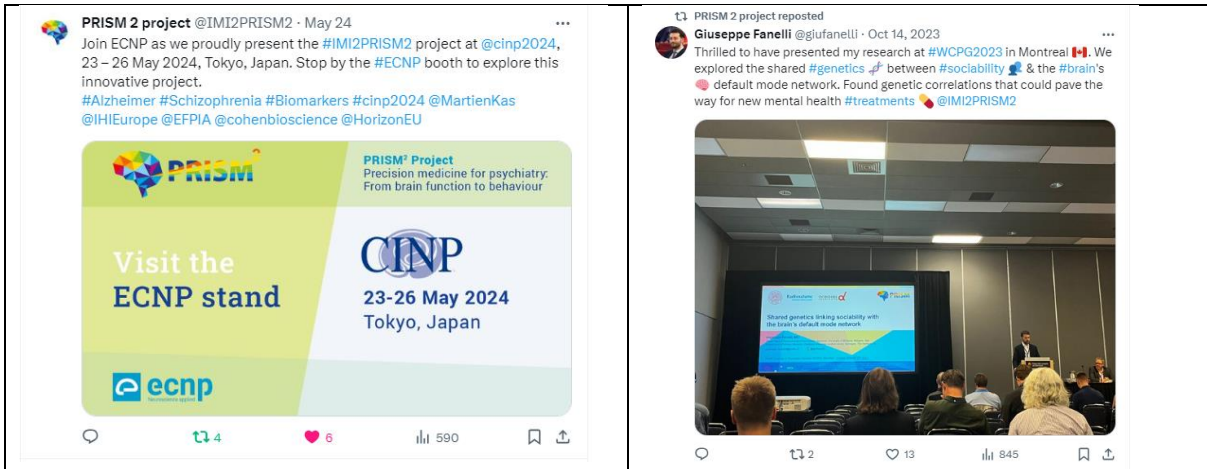 PRISM 2 project @IMI2PRISM2 · May 24
Join ECNP as we proudly present the #IMI2PRISM2 project at @cinp2024,
23 – 26 May 2024, Tokyo, Japan. Stop by the #ECNP booth to explore this
innovative project.
#Alzheimer #Schizophrenia #Biomarkers #cinp2024 @MartienKas
@IHIEurope @EFPIA @cohenbioscience @HorizonEU
PRISM²
PRISM² Project
Precision medicine for psychiatry:
From brain function to behaviour
Visit the
ECNP stand
CINP
23-26 May 2024
Tokyo, Japan
ecnp
4
6
590
PRISM 2 project reposted
Giuseppe Fanelli @giufanelli · Oct 14, 2023
Thrilled to have presented my research at #WCPG2023 in Montreal 🇨🇦. We
explored the shared #genetics 🧬 between #sociability 👥 & the #brain's
🧠 default mode network. Found genetic correlations that could pave the
way for new mental health #treatments 💊 @IMI2PRISM2
Shared genetics linking sociability with
the brain's default mode network
2
13
845